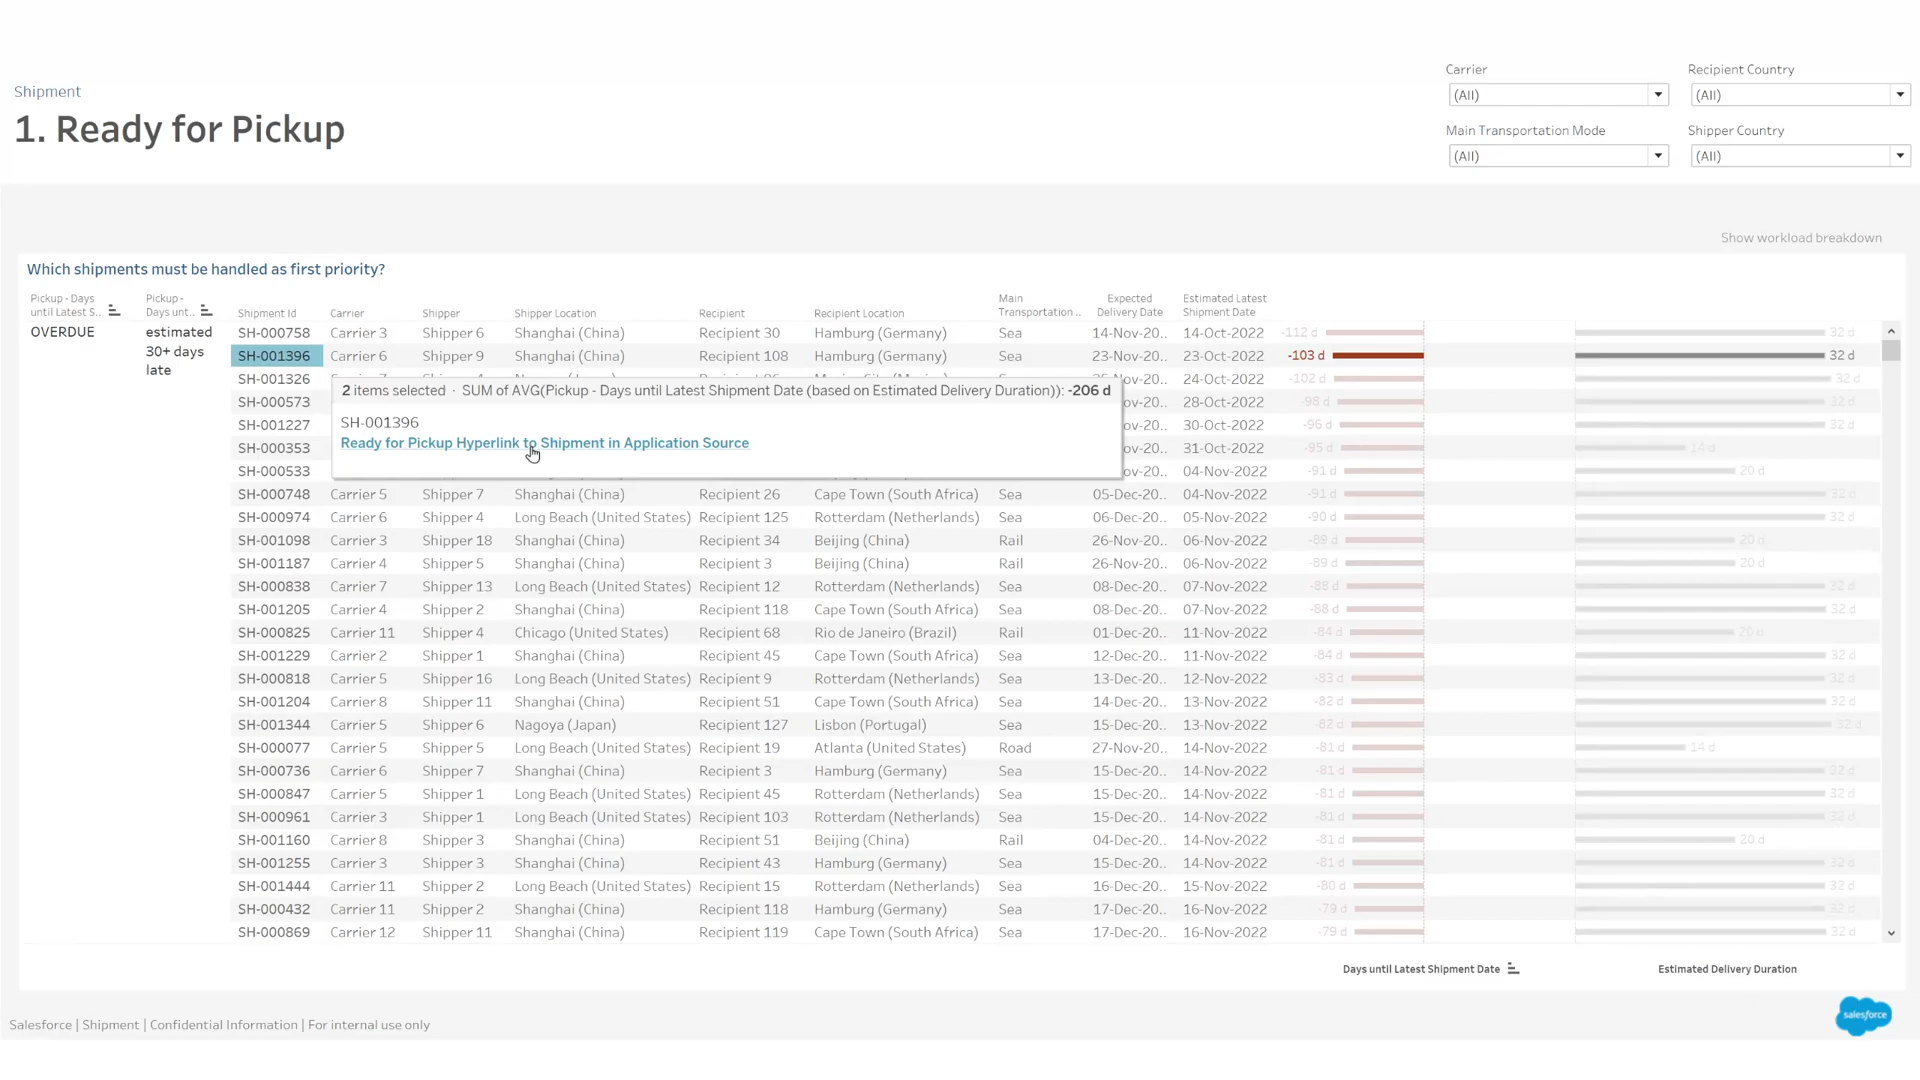 Shipment
1. Ready for Pickup
Carrier
(All)
Recipient Country
(All)
Main Transportation Mode
(All)
Shipper Country
(All)
Show workload breakdown
Which shipments must be handled as first priority?
Pickup - Days until Latest S.. Pickup - Days unt.. Shipment Id Carrier Shipper Shipper Location Recipient Recipient Location Main Transportation .. Expected Delivery Date Estimated Latest Shipment Date
OVERDUE estimated 30+ days late
SH-000758 Carrier 3 Shipper 6 Shanghai (China) Recipient 30 Hamburg (Germany) Sea 14-Nov-20.. 14-Oct-2022 -112 d 32 d
SH-001396 Carrier 6 Shipper 9 Shanghai (China) Recipient 108 Hamburg (Germany) Sea 23-Nov-20.. 23-Oct-2022 -103 d 32 d
SH-001326 24-Oct-2022 -102 d 32 d
2 items selected · SUM of AVG(Pickup - Days until Latest Shipment Date (based on Estimated Delivery Duration)): -206 d
SH-001396
Ready for Pickup Hyperlink to Shipment in Application Source
SH-000573 ov-20.. 28-Oct-2022 -98 d 32 d
SH-001227 ov-20.. 30-Oct-2022 -96 d 32 d
SH-000353 ov-20.. 31-Oct-2022 -95 d 14 d
SH-000533 ov-20.. 04-Nov-2022 -91 d 20 d
SH-000748 Carrier 5 Shipper 7 Shanghai (China) Recipient 26 Cape Town (South Africa) Sea 05-Dec-20.. 04-Nov-2022 -91 d 32 d
SH-000974 Carrier 6 Shipper 4 Long Beach (United States) Recipient 125 Rotterdam (Netherlands) Sea 06-Dec-20.. 05-Nov-2022 -90 d 32 d
SH-001098 Carrier 3 Shipper 18 Shanghai (China) Recipient 34 Beijing (China) Rail 26-Nov-20.. 06-Nov-2022 -89 d 20 d
SH-001187 Carrier 4 Shipper 5 Shanghai (China) Recipient 3 Beijing (China) Rail 26-Nov-20.. 06-Nov-2022 -89 d 20 d
SH-000838 Carrier 7 Shipper 13 Long Beach (United States) Recipient 12 Rotterdam (Netherlands) Sea 08-Dec-20.. 07-Nov-2022 -88 d 32 d
SH-001205 Carrier 4 Shipper 2 Shanghai (China) Recipient 118 Cape Town (South Africa) Sea 08-Dec-20.. 07-Nov-2022 -88 d 32 d
SH-000825 Carrier 11 Shipper 4 Chicago (United States) Recipient 68 Rio de Janeiro (Brazil) Rail 01-Dec-20.. 11-Nov-2022 -84 d 20 d
SH-001229 Carrier 2 Shipper 1 Shanghai (China) Recipient 45 Cape Town (South Africa) Sea 12-Dec-20.. 11-Nov-2022 -84 d 32 d
SH-000818 Carrier 5 Shipper 16 Long Beach (United States) Recipient 9 Rotterdam (Netherlands) Sea 13-Dec-20.. 12-Nov-2022 -83 d 32 d
SH-001204 Carrier 8 Shipper 11 Shanghai (China) Recipient 51 Cape Town (South Africa) Sea 14-Dec-20.. 13-Nov-2022 -82 d 32 d
SH-001344 Carrier 5 Shipper 6 Nagoya (Japan) Recipient 127 Lisbon (Portugal) Sea 15-Dec-20.. 13-Nov-2022 -82 d 32 d
SH-000077 Carrier 5 Shipper 5 Long Beach (United States) Recipient 19 Atlanta (United States) Road 27-Nov-20.. 14-Nov-2022 -81 d 14 d
SH-000736 Carrier 6 Shipper 7 Shanghai (China) Recipient 3 Hamburg (Germany) Sea 15-Dec-20.. 14-Nov-2022 -81 d 32 d
SH-000847 Carrier 5 Shipper 1 Long Beach (United States) Recipient 45 Rotterdam (Netherlands) Sea 15-Dec-20.. 14-Nov-2022 -81 d 32 d
SH-000961 Carrier 3 Shipper 1 Long Beach (United States) Recipient 103 Rotterdam (Netherlands) Sea 15-Dec-20.. 14-Nov-2022 -81 d 32 d
SH-001160 Carrier 8 Shipper 3 Shanghai (China) Recipient 51 Beijing (China) Rail 04-Dec-20.. 14-Nov-2022 -81 d 20 d
SH-001255 Carrier 3 Shipper 3 Shanghai (China) Recipient 43 Hamburg (Germany) Sea 15-Dec-20.. 14-Nov-2022 -81 d 32 d
SH-001444 Carrier 11 Shipper 2 Long Beach (United States) Recipient 15 Rotterdam (Netherlands) Sea 16-Dec-20.. 15-Nov-2022 -80 d 32 d
SH-000432 Carrier 11 Shipper 2 Shanghai (China) Recipient 118 Hamburg (Germany) Sea 17-Dec-20.. 16-Nov-2022 -79 d 32 d
SH-000869 Carrier 12 Shipper 11 Shanghai (China) Recipient 119 Cape Town (South Africa) Sea 17-Dec-20.. 16-Nov-2022 -79 d 32 d
Days until Latest Shipment Date Estimated Delivery Duration
Salesforce | Shipment | Confidential Information | For internal use only
salesforce